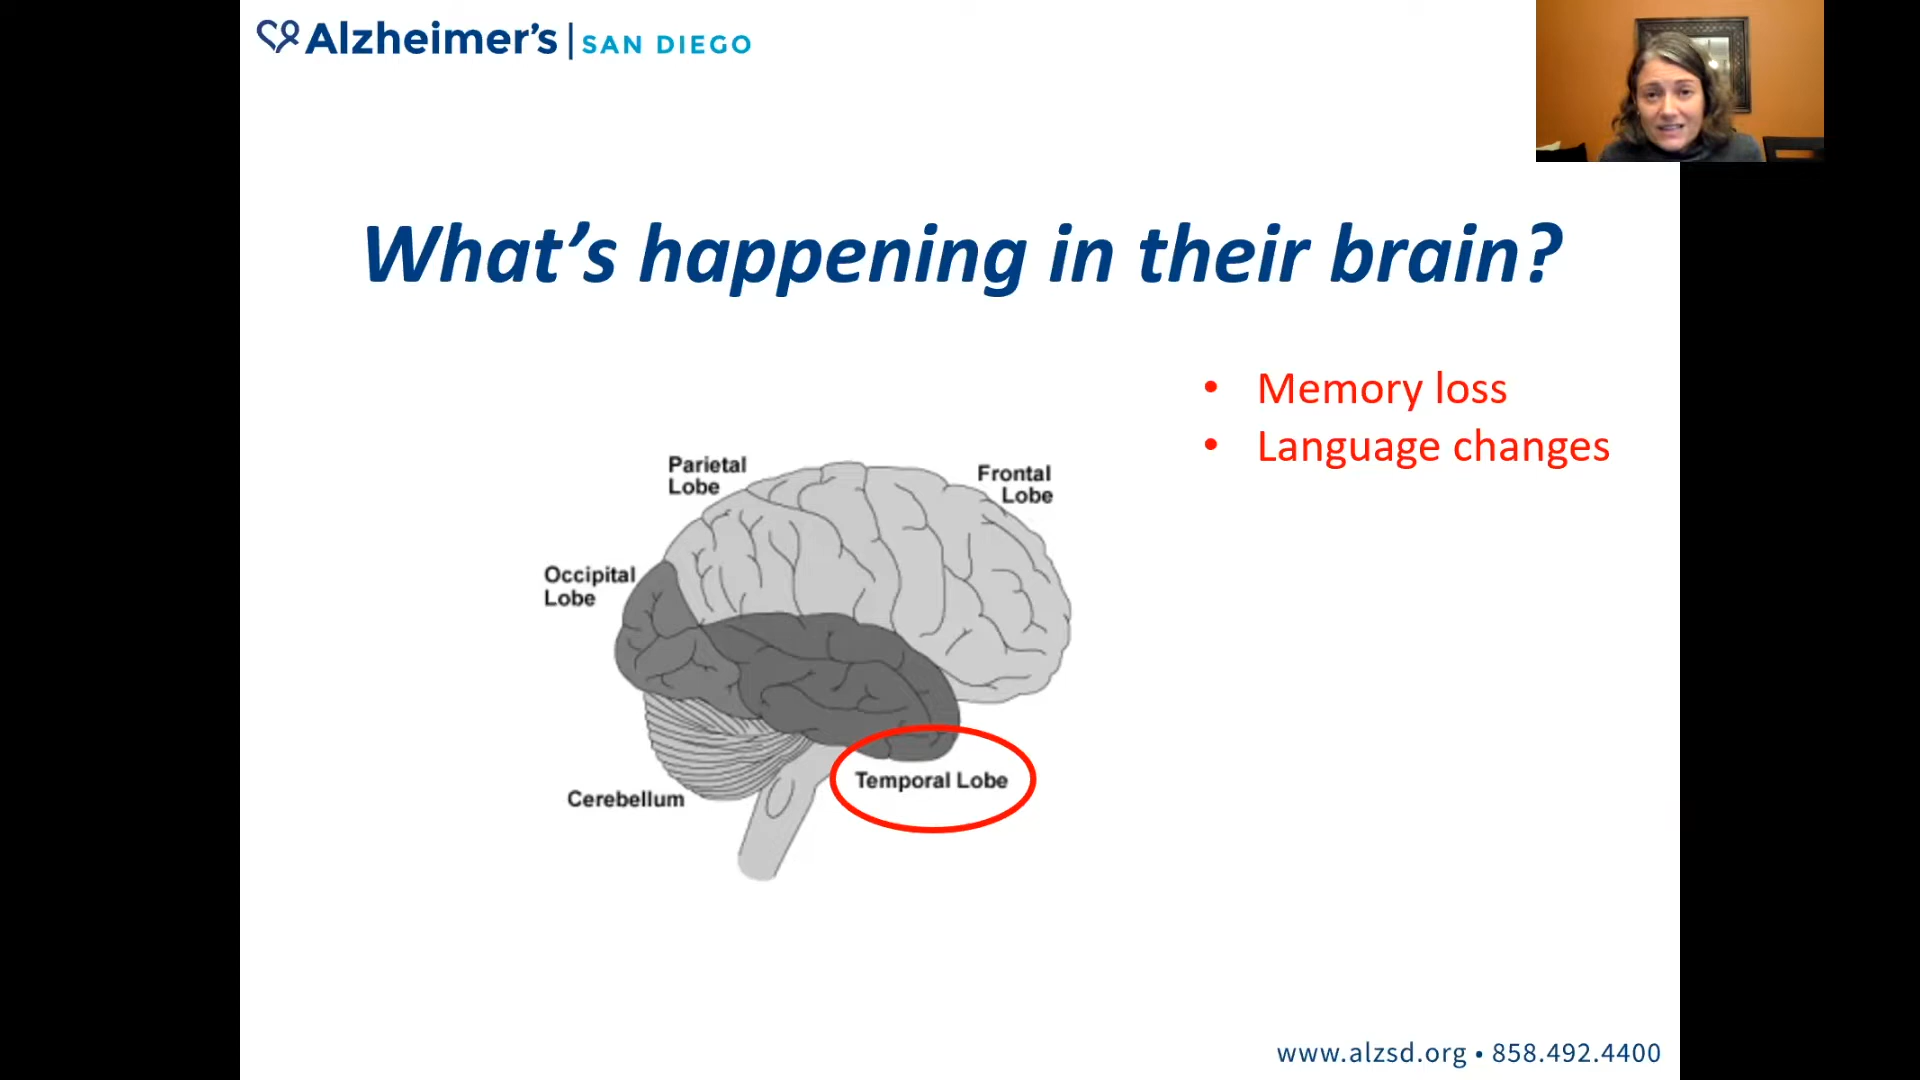 Alzheimer's | SAN DIEGO
What's happening in their brain?
• Memory loss
• Language changes
Parietal
Lobe
Frontal
Lobe
Occipital
Lobe
Temporal Lobe
Cerebellum
www.alzsd.org • 858.492.4400